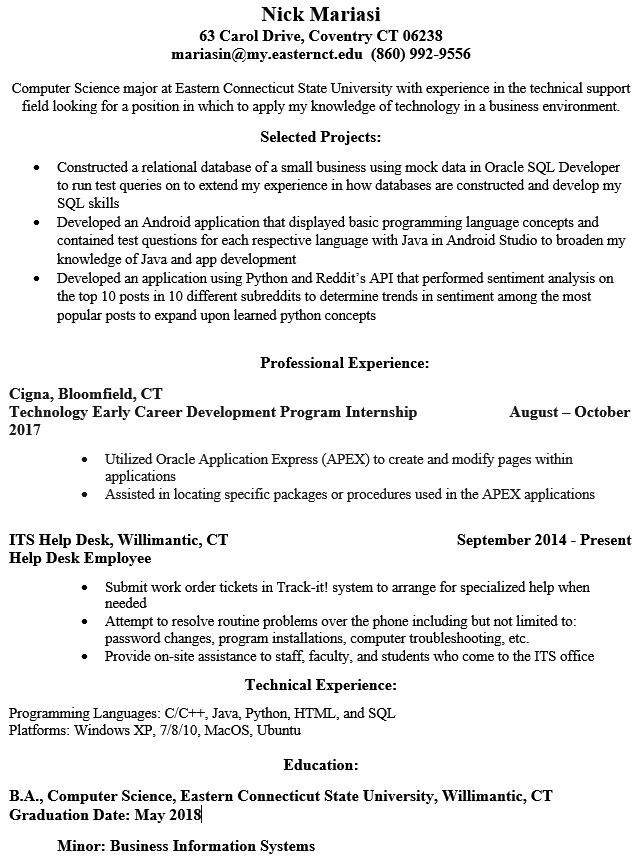 Nick Mariasi
63 Carol Drive, Coventry CT 06238
mariasin@my.easternct.edu (860) 992-9556
Computer Science major at Eastern Connecticut State University with experience in the technical support
field looking for a position in which to apply my knowledge of technology in a business environment.
Selected Projects:
• Constructed a relational database of a small business using mock data in Oracle SQL Developer
to run test queries on to extend my experience in how databases are constructed and develop my
SQL skills
• Developed an Android application that displayed basic programming language concepts and
contained test questions for each respective language with Java in Android Studio to broaden my
knowledge of Java and app development
• Developed an application using Python and Reddit's API that performed sentiment analysis on
the top 10 posts in 10 different subreddits to determine trends in sentiment among the most
popular posts to expand upon learned python concepts
Professional Experience:
Cigna, Bloomfield, CT
Technology Early Career Development Program Internship August – October
2017
• Utilized Oracle Application Express (APEX) to create and modify pages within
applications
• Assisted in locating specific packages or procedures used in the APEX applications
ITS Help Desk, Willimantic, CT September 2014 - Present
Help Desk Employee
• Submit work order tickets in Track-it! system to arrange for specialized help when
needed
• Attempt to resolve routine problems over the phone including but not limited to:
password changes, program installations, computer troubleshooting, etc.
• Provide on-site assistance to staff, faculty, and students who come to the ITS office
Technical Experience:
Programming Languages: C/C++, Java, Python, HTML, and SQL
Platforms: Windows XP, 7/8/10, MacOS, Ubuntu
Education:
B.A., Computer Science, Eastern Connecticut State University, Willimantic, CT
Graduation Date: May 2018
Minor: Business Information Systems